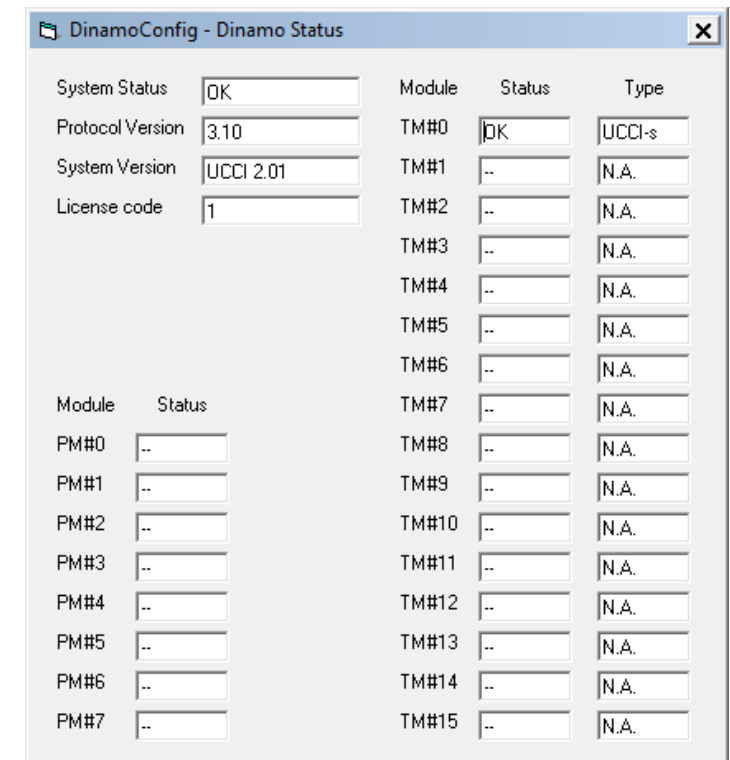 DinamoConfig - Dinamo Status
System Status OK
Protocol Version 3.10
System Version UCCI 2.01
License code 1
Module Status Type
TM#0 OK UCCI-s
TM#1 -- N.A.
TM#2 -- N.A.
TM#3 -- N.A.
TM#4 -- N.A.
TM#5 -- N.A.
TM#6 -- N.A.
TM#7 -- N.A.
TM#8 -- N.A.
TM#9 -- N.A.
TM#10 -- N.A.
TM#11 -- N.A.
TM#12 -- N.A.
TM#13 -- N.A.
TM#14 -- N.A.
TM#15 -- N.A.
Module Status
PM#0 --
PM#1 --
PM#2 --
PM#3 --
PM#4 --
PM#5 --
PM#6 --
PM#7 --